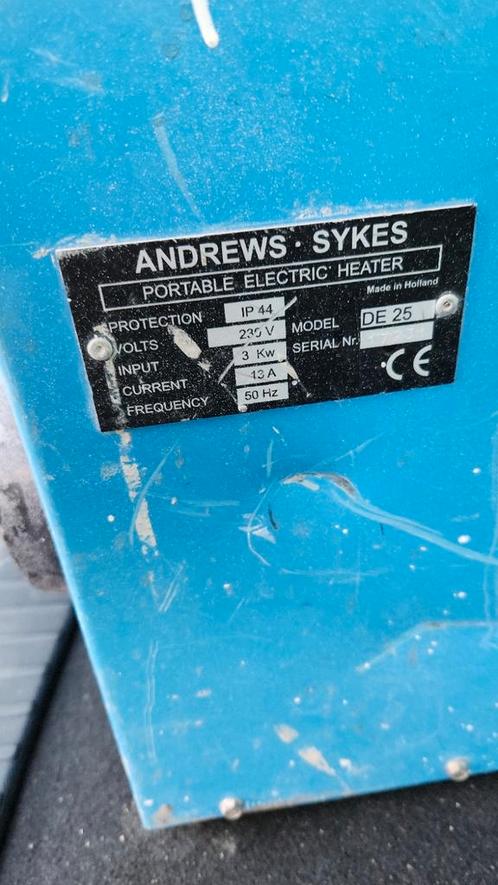 ANDREWS · SYKES
PORTABLE ELECTRIC HEATER
Made in Holland
PROTECTION IP 44
VOLTS 230 V MODEL DE 25
INPUT 3 Kw SERIAL Nr.
CURRENT 13 A
FREQUENCY 50 Hz
CE